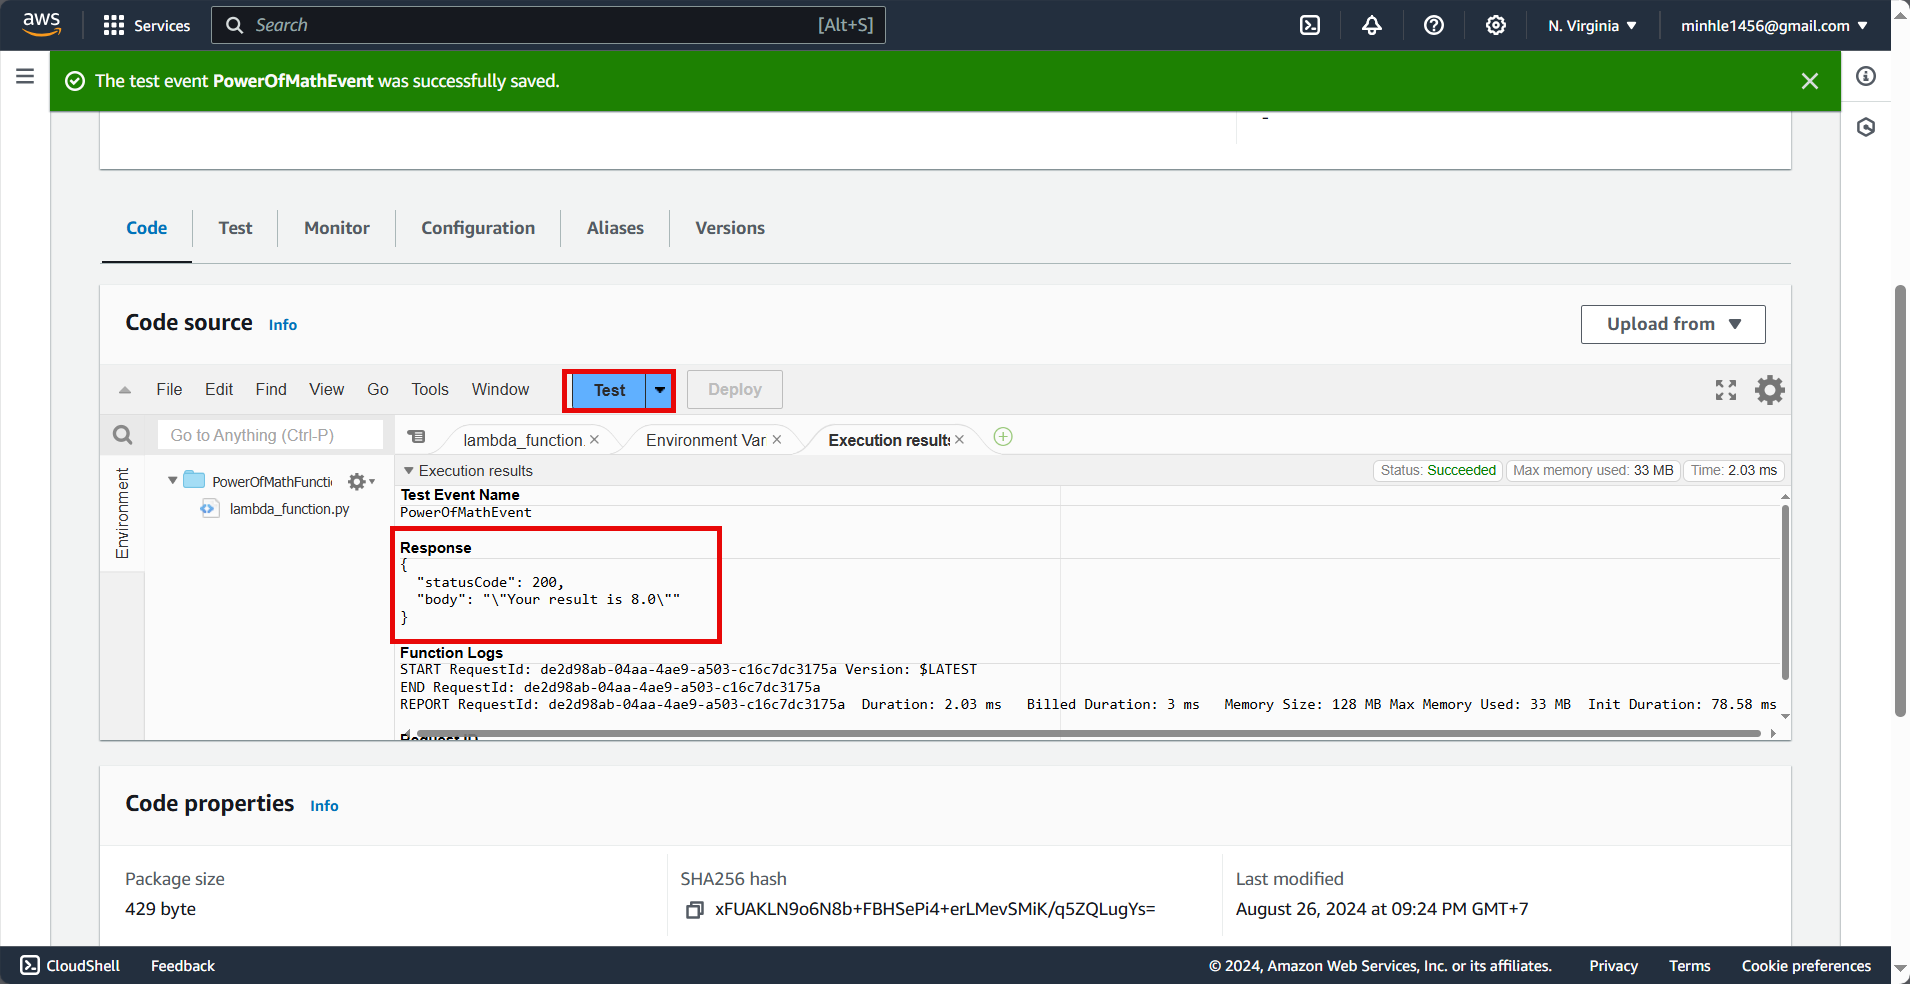 aws
Services
Search
[Alt+S]
N. Virginia
minhle1456@gmail.com
The test event PowerOfMathEvent was successfully saved.
-
Code
Test
Monitor
Configuration
Aliases
Versions
Code source Info
Upload from
File Edit Find View Go Tools Window Test Deploy
Go to Anything (Ctrl-P)
lambda_function.
Environment Var
Execution results
Environment
PowerOfMathFuncti
lambda_function.py
Execution results
Status: Succeeded
Max memory used: 33 MB
Time: 2.03 ms
Test Event Name
PowerOfMathEvent
Response
{
"statusCode": 200,
"body": "\"Your result is 8.0\""
}
Function Logs
START RequestId: de2d98ab-04aa-4ae9-a503-c16c7dc3175a Version: $LATEST
END RequestId: de2d98ab-04aa-4ae9-a503-c16c7dc3175a
REPORT RequestId: de2d98ab-04aa-4ae9-a503-c16c7dc3175a Duration: 2.03 ms Billed Duration: 3 ms Memory Size: 128 MB Max Memory Used: 33 MB Init Duration: 78.58 ms
Request ID
Code properties Info
Package size
429 byte
SHA256 hash
xFUAKLN9o6N8b+FBHSePi4+erLMevSMiK/q5ZQLugYs=
Last modified
August 26, 2024 at 09:24 PM GMT+7
CloudShell
Feedback
© 2024, Amazon Web Services, Inc. or its affiliates.
Privacy
Terms
Cookie preferences